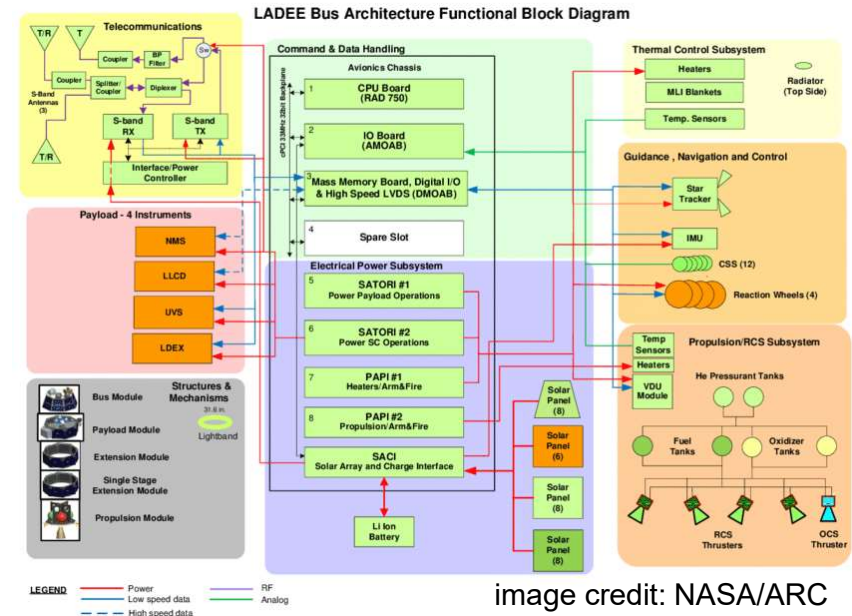 LADEE Bus Architecture Functional Block Diagram
Telecommunications
T/R
T
Coupler
BP
Filter
Sw
Coupler
Splitter/
Coupler
Diplexer
S-Band
Antennas
(3)
S-band
RX
S-band
TX
T/R
Interface/Power
Controller
Payload - 4 Instruments
NMS
LLCD
UVS
LDEX
Structures &
Mechanisms
31.6 in.
Lightband
Bus Module
Payload Module
Extension Module
Single Stage
Extension Module
Propulsion Module
Command & Data Handling
Avionics Chassis
cPCI 33MHz 32bit Backplane
1
CPU Board
(RAD 750)
2
IO Board
(AMOAB)
3
Mass Memory Board, Digital I/O
& High Speed LVDS (DMOAB)
4
Spare Slot
Electrical Power Subsystem
5
SATORI #1
Power Payload Operations
6
SATORI #2
Power SC Operations
7
PAPI #1
Heaters/Arm&Fire
8
PAPI #2
Propulsion/Arm&Fire
SACI
Solar Array and Charge Interface
Li Ion
Battery
Solar
Panel
(8)
Solar
Panel
(6)
Solar
Panel
(8)
Solar
Panel
(8)
Thermal Control Subsystem
Heaters
MLI Blankets
Temp. Sensors
Radiator
(Top Side)
Guidance , Navigation and Control
Star
Tracker
IMU
CSS (12)
Reaction Wheels (4)
Propulsion/RCS Subsystem
Temp
Sensors
Heaters
VDU
Module
He Pressurant Tanks
Fuel
Tanks
Oxidizer
Tanks
RCS
Thrusters
OCS
Thruster
LEGEND
Power
Low speed data
High speed data
RF
Analog
image credit: NASA/ARC